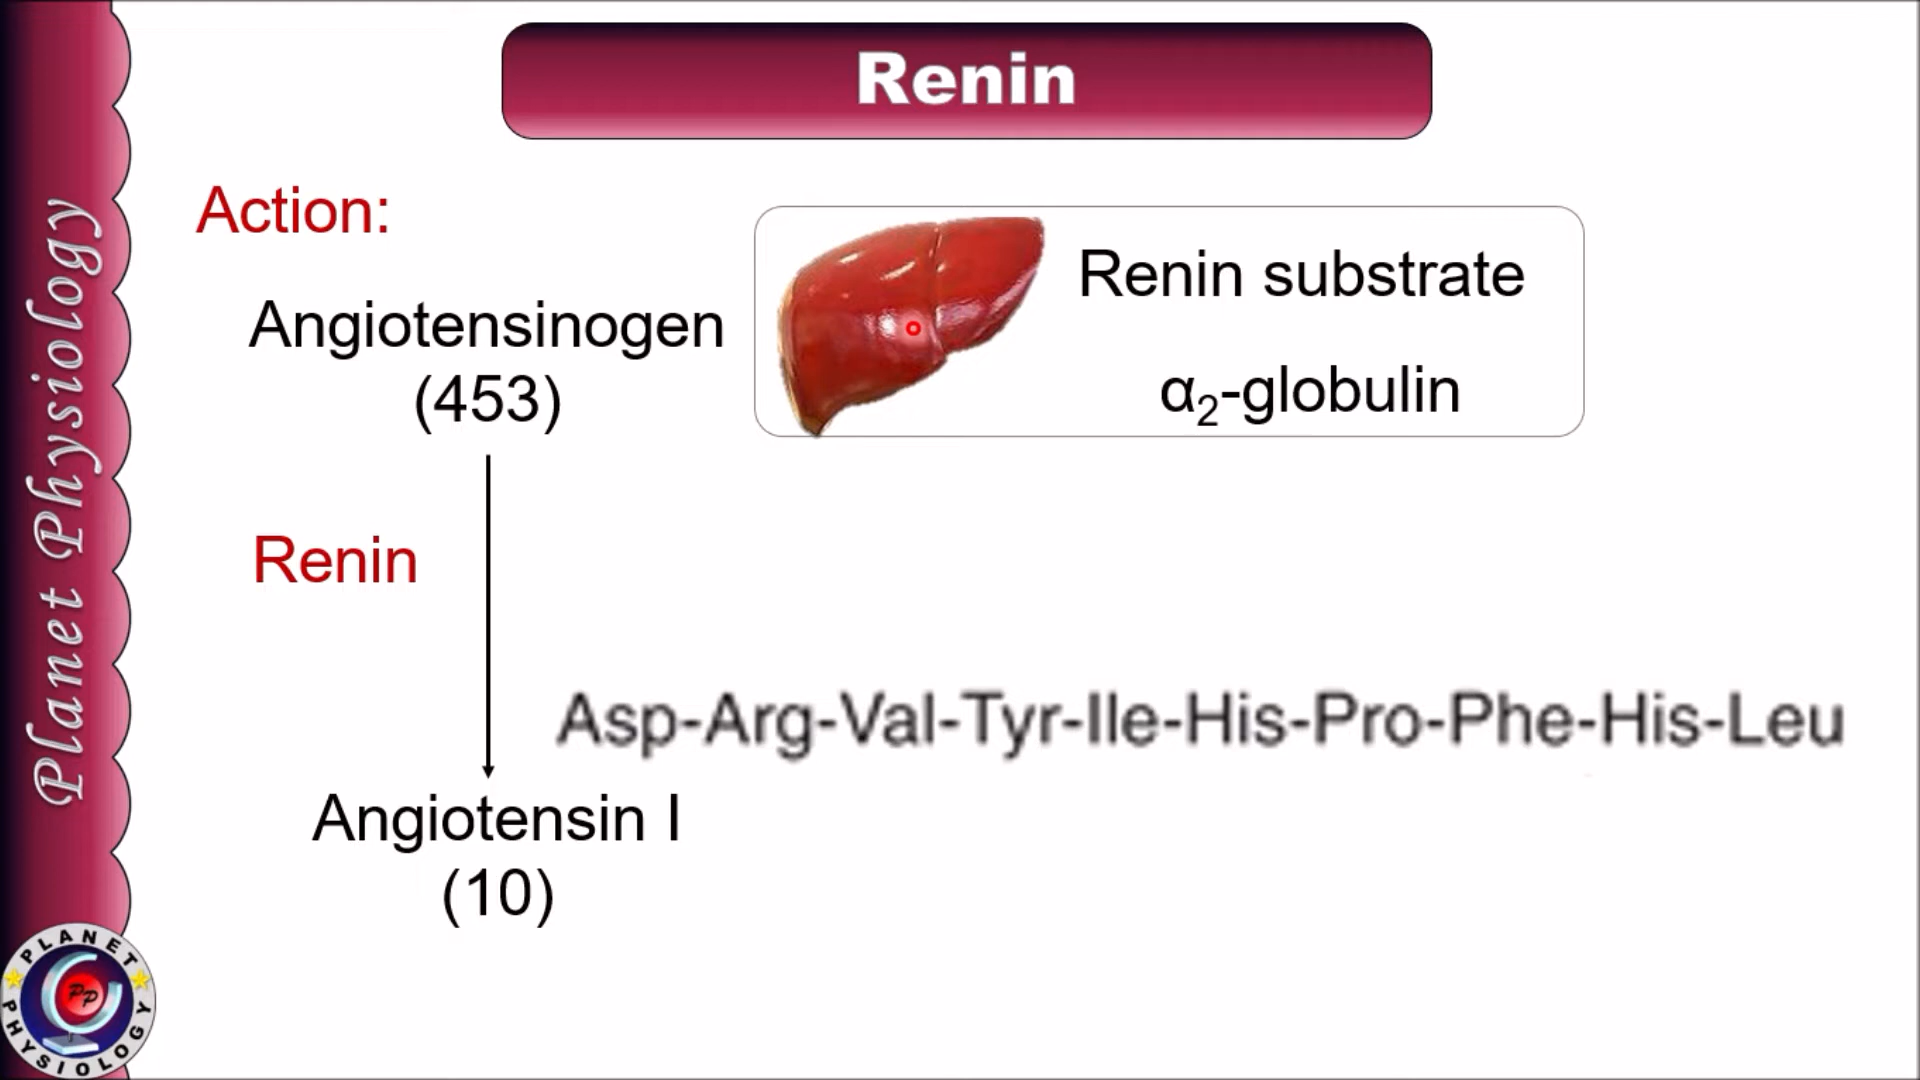 Renin
Action:
Angiotensinogen
(453)
Renin substrate
α₂-globulin
Renin
Asp-Arg-Val-Tyr-Ile-His-Pro-Phe-His-Leu
Angiotensin I
(10)
Planet Physiology
PLANET
PHYSIOLOGY
PP